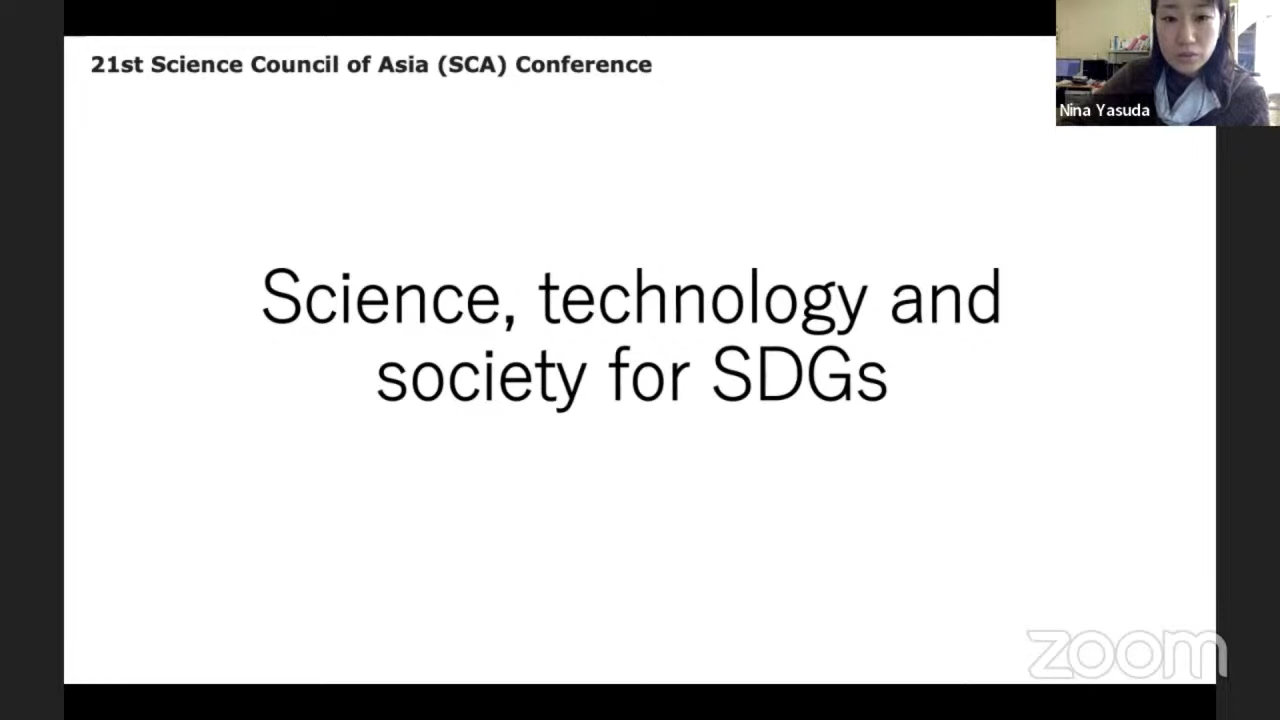 21st Science Council of Asia (SCA) Conference
Nina Yasuda
Science, technology and
society for SDGs
zoom